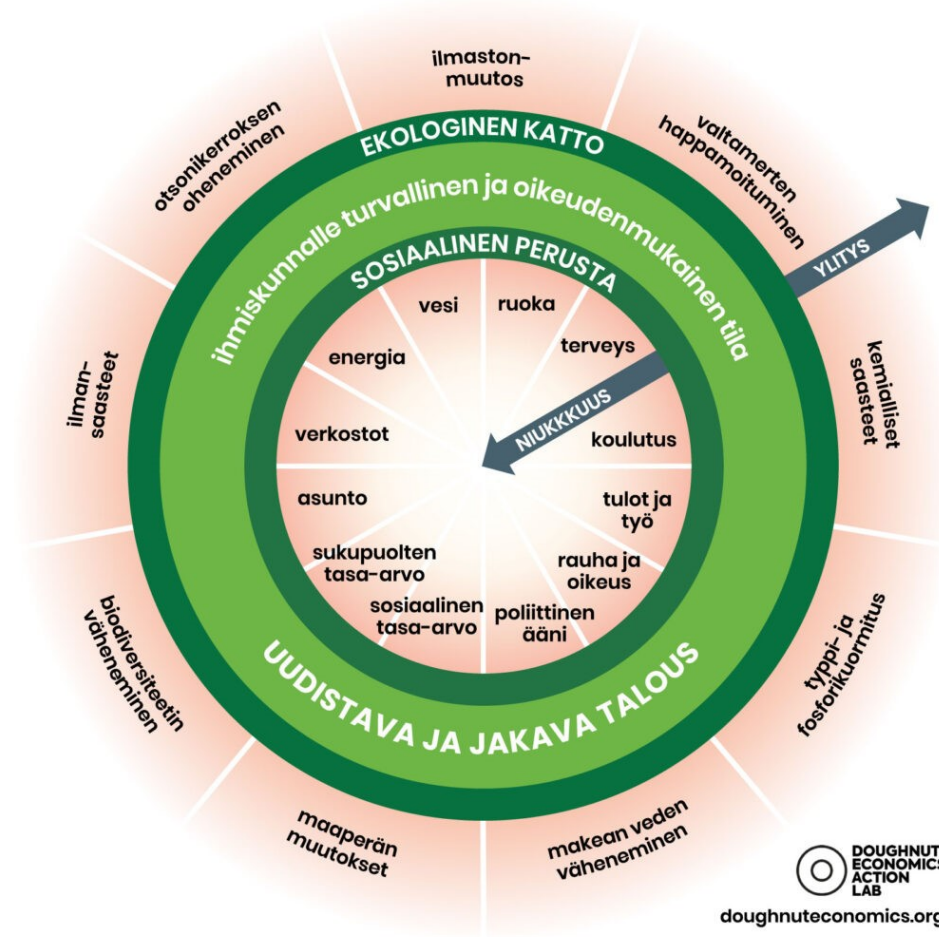 ilmaston-
muutos
valtamerten
happamoituminen
YLITYS
kemialliset
saasteet
typpi- ja
fosforikuormitus
makean veden
väheneminen
maaperän
muutokset
biodiversiteetin
väheneminen
ilman-
saasteet
otsonikerroksen
oheneminen
EKOLOGINEN KATTO
ihmiskunnalle turvallinen ja oikeudenmukainen tila
SOSIAALINEN PERUSTA
vesi
ruoka
energia
terveys
NIUKKKUUS
verkostot
koulutus
asunto
tulot ja
työ
sukupuolten
tasa-arvo
rauha ja
oikeus
sosiaalinen
tasa-arvo
poliittinen
ääni
UUDISTAVA JA JAKAVA TALOUS
DOUGHNUT
ECONOMICS
ACTION
LAB
doughnuteconomics.org